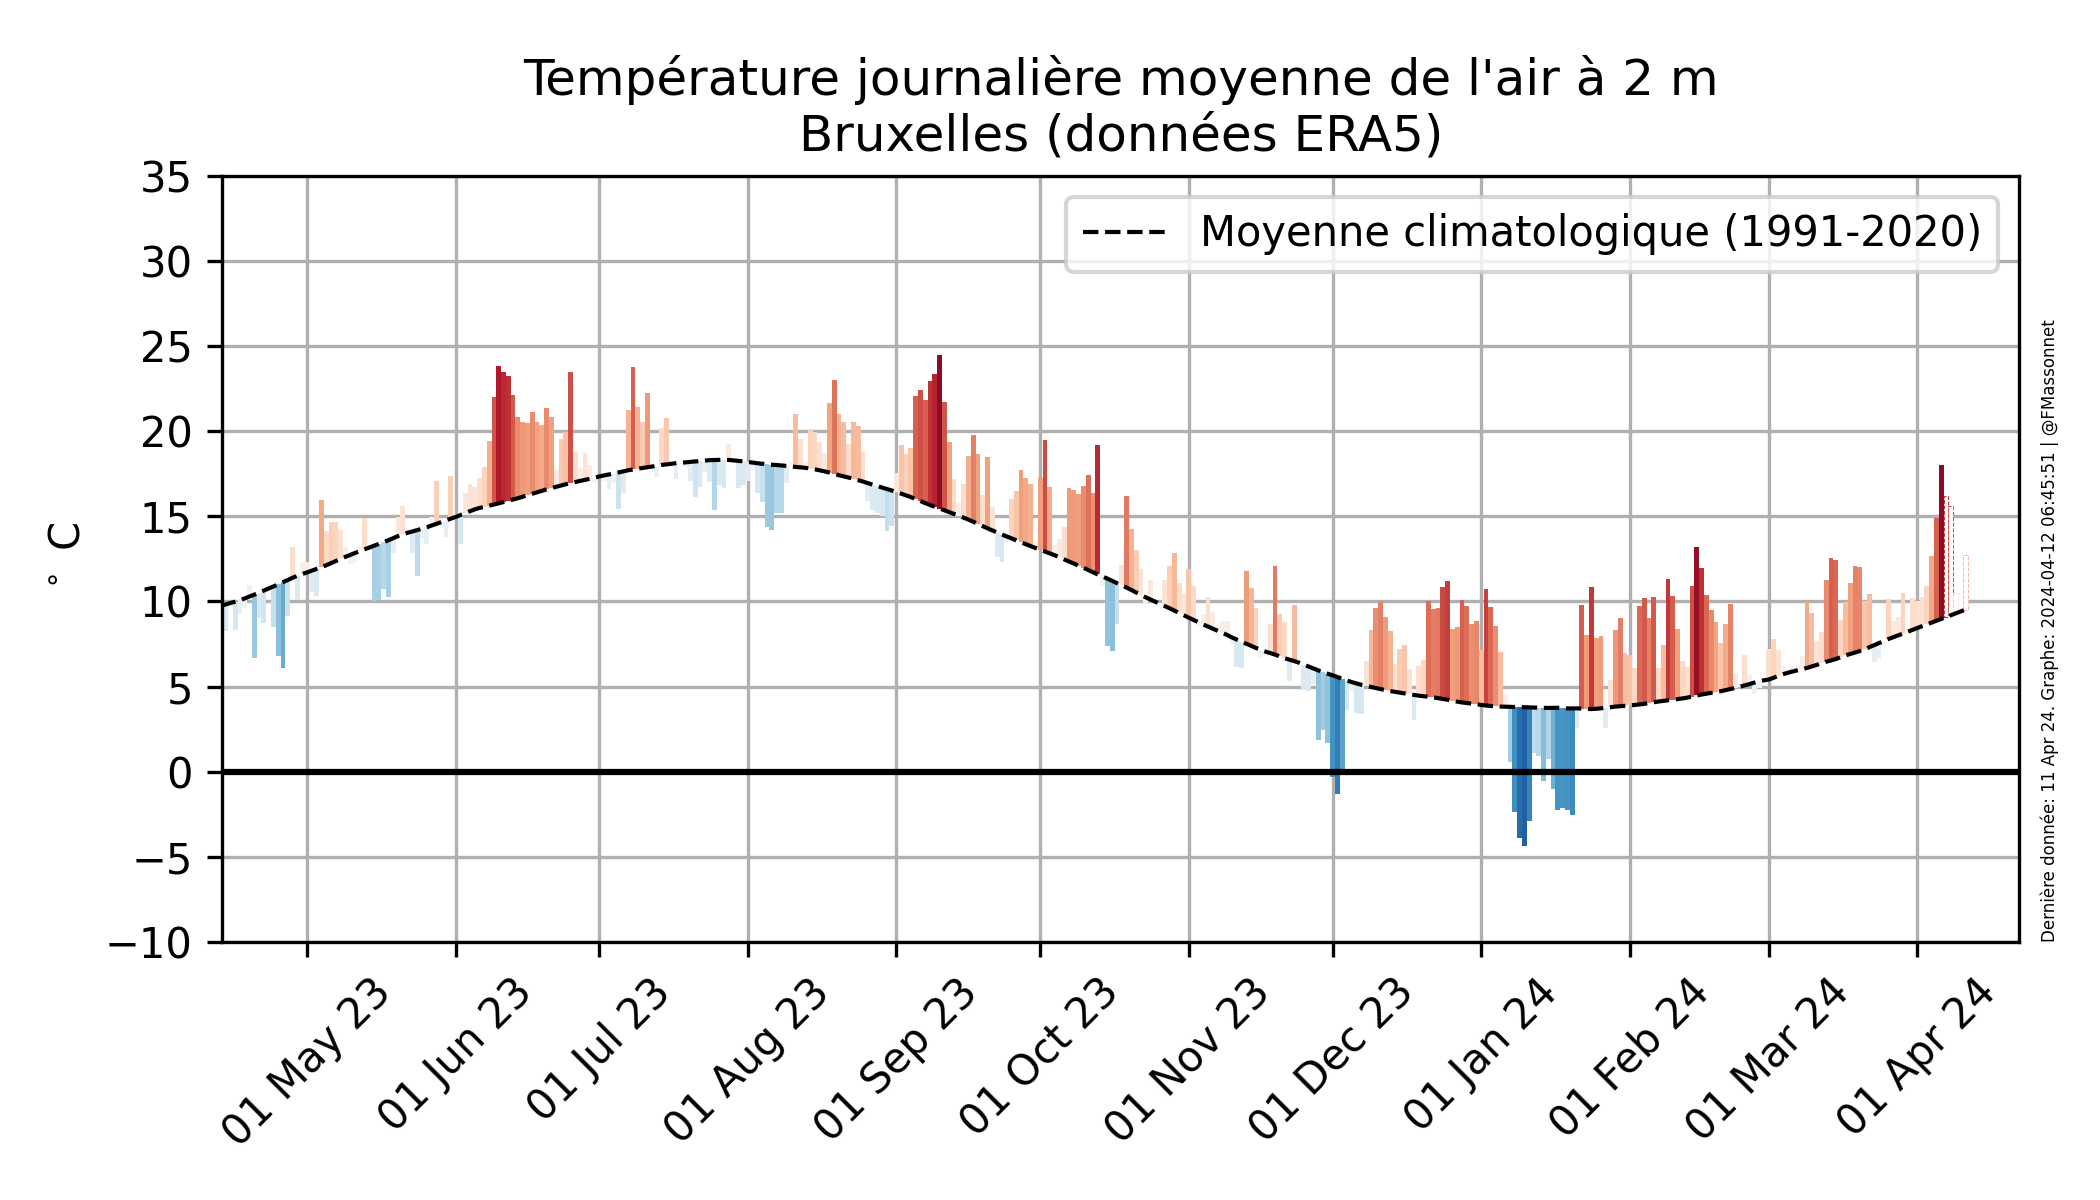 Température journalière moyenne de l'air à 2 m
Bruxelles (données ERA5)
Moyenne climatologique (1991-2020)
35
30
25
20
15
10
5
0
−5
−10
° C
01 May 23
01 Jun 23
01 Jul 23
01 Aug 23
01 Sep 23
01 Oct 23
01 Nov 23
01 Dec 23
01 Jan 24
01 Feb 24
01 Mar 24
01 Apr 24
Dernière donnée: 11 Apr 24. Graphe: 2024-04-12 06:45:51 | @FMassonnet